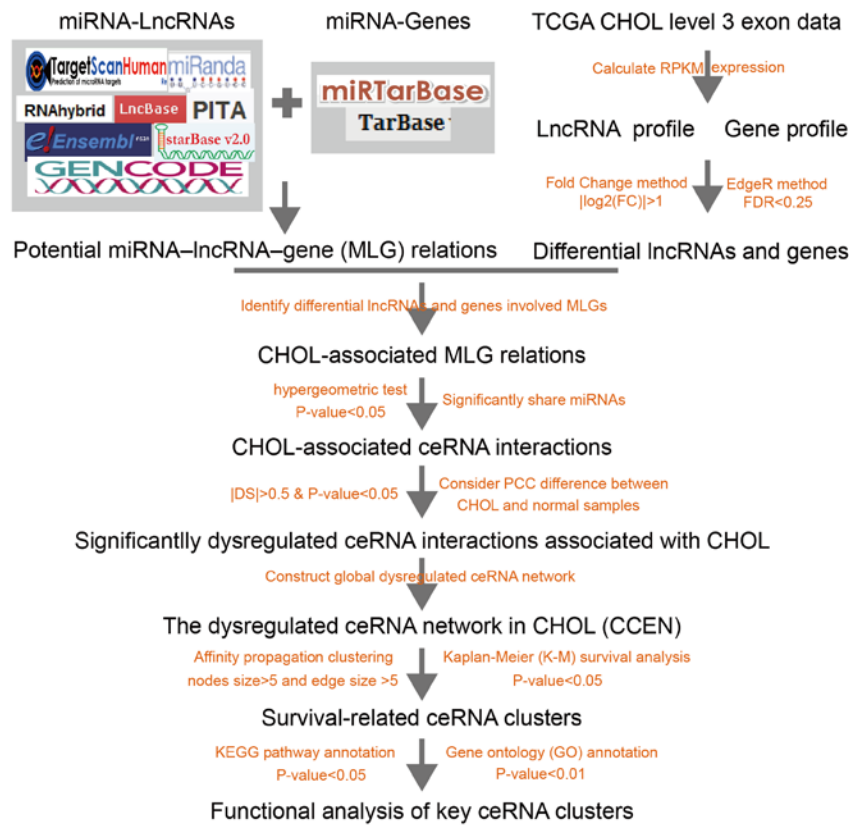 miRNA-LncRNAs
miRNA-Genes
TCGA CHOL level 3 exon data
TargetScanHuman
Prediction of microRNA targets
miRanda
RNAhybrid
LncBase
PITA
e!Ensembl
starBase v2.0
GENCODE
miRTarBase
TarBase
Calculate RPKM expression
LncRNA profile
Gene profile
Fold Change method
|log2(FC)|>1
EdgeR method
FDR<0.25
Potential miRNA–lncRNA–gene (MLG) relations
Differential lncRNAs and genes
Identify differential lncRNAs and genes involved MLGs
CHOL-associated MLG relations
hypergeometric test
P-value<0.05
Significantly share miRNAs
CHOL-associated ceRNA interactions
|DS|>0.5 & P-value<0.05
Consider PCC difference between
CHOL and normal samples
Significantlly dysregulated ceRNA interactions associated with CHOL
Construct global dysregulated ceRNA network
The dysregulated ceRNA network in CHOL (CCEN)
Affinity propagation clustering
nodes size>5 and edge size >5
Kaplan-Meier (K-M) survival analysis
P-value<0.05
Survival-related ceRNA clusters
KEGG pathway annotation
P-value<0.05
Gene ontology (GO) annotation
P-value<0.01
Functional analysis of key ceRNA clusters